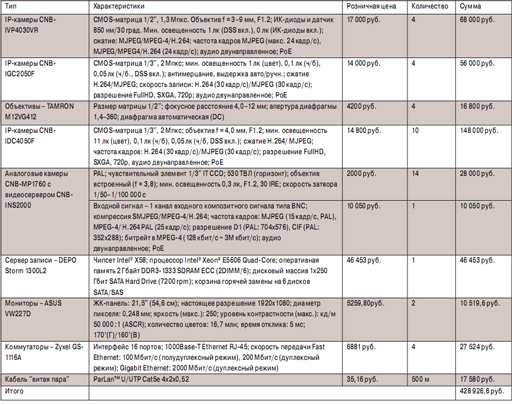 Тип Характеристики Розничная цена Количество Сумма
IP-камеры CNB-IVP4030VR
CMOS-матрица 1/2", 1,3 Мпкс. Объектив f = 3–9 мм, F1.2; ИК-диоды и датчик
850 нм/30 град. Мин. освещенность 1 лк (DSS вкл.), 0 лк (ИК-диоды вкл.);
сжатие: MJPEG/MPEG-4/H.264; частота кадров MJPEG (макс. 24 кадр/с),
MJPEG/MPEG4/H.264 (24 кадр/с); аудио двунаправленное; PoE
17 000 руб. 4 68 000 руб.
IP-камеры CNB-IGC2050F
CMOS-матрица 1/3", 2 Мкпс; мин. освещенность 1 лк (цвет), 0,1 лк (ч/б),
0,05 лк (ч/б., DSS вкл.); антимерцание, выдержка авто/ручн.; сжатие
H.264/MJPEG; скорость записи: H.264 (30 кадр/с)/MJPEG (30 кадр/с);
разрешение FullHD, SXGA, 720p; аудио двунаправленное; PoE
14 000 руб. 4 56 000 руб.
Объективы – TAMRON M12VG412
Размер матрицы 1/2"; фокусное расстояние 4,0–12 мм; апертура диафрагмы
1,4–360; диафрагма автоматическая (DC)
4200 руб. 4 16 800 руб.
IP-камеры CNB-IDC4050F
CMOS-матрица 1/3", 2 Мкпс; объектив f = 4,0 мм, F1.2; мин. освещенность
11 лк (цвет), 0,1 лк (ч/б), 0,05 лк (ч/б, DSS вкл.); сжатие H.264/MJPEG;
частота кадров: H.264 (30 кадр/с)/MJPEG (30 кадр/с); разрешение FullHD,
SXGA, 720p, аудио двунаправленное; PoE
14 800 руб. 10 148 000 руб.
Аналоговые камеры CNB-MP1760 с видеосервером CNB-INS2000
PAL; чувствительный элемент 1/3" IT CCD; 530 ТВЛ (горизонт); объектив
встроенный (f = 3,8); мин. освещенность 0,3 лк, F1.2, 30 IRE; скорость затвора
1/50–1/100 000 с
2000 руб. 14 28 000 руб.
Входной сигнал – 1 канал входного композитного сигнала типа BNC;
компрессия SMJPEG/MPEG-4/H.264; частота кадров: MJPEG (15 кадр/с, PAL),
MPEG-4/ H.264 PAL (25 кадр/с); разрешение D1 (PAL: 704x576), CIF (PAL:
352x288); битрейт в MPEG-4 (128 кбит/с ~ 3М кбит/с); аудио
двунаправленное; PoE
10 050 руб. 1 10 050 руб.
Сервер записи – DEPO Storm 1300L2
Чипсет Intel® X58; процессор Intel® Xeon® E5606 Quad-Core; оперативная
память 2 Гбайт DDR3-1333 SDRAM ECC (2DIMM/6); дисковый массив 1x250
Гбит SATA Hard Drive (7200 rpm); корзина горячей замены на 6 дисков
SATA/SAS
46 453 руб. 1 46 453 руб.
Мониторы – ASUS VW227D
ЖК-панель: 21,5" (54,6 см); настоящее разрешение 1920x1080; диаметр
пикселя: 0,248 мм; яркость (макс.): 250; уровень контрастности (макс.): кд/м
50 000 :1 (ASCR); количество цветов: 16,7 млн; время отклика: 5 мс;
170°(Г)/160°(В)
5259,80руб. 2 10 519,6 руб.
Коммутаторы – Zyxel GS-1116A
Интерфейс 16 портов; 1000Base-T Ethernet RJ-45; скорость передачи Fast
Ethernet: 100 Мбит/с (полудуплексный режим), 200 Мбит/с (дуплексный
режим); Gigabit Ethernet: 2000 Мбит/с (дуплексный режим)
6881 руб. 4 27 524 руб.
Кабель "витая пара" ParLan™ U/UTP Cat5e 4x2x0,52 35,16 руб. 500 м 17 580 руб.
Итого 428 926,6 руб.